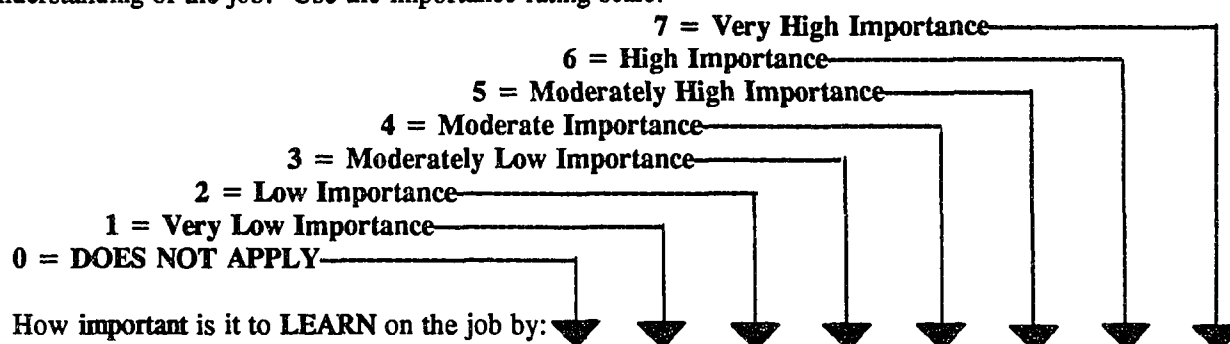 of the job? Use the importance rating scale.
7 = Very High Importance
6 = High Importance
5 = Moderately High Importance
4 = Moderate Importance
3 = Moderately Low Importance
2 = Low Importance
1 = Very Low Importance
0 = DOES NOT APPLY
How important is it to LEARN on the job by: